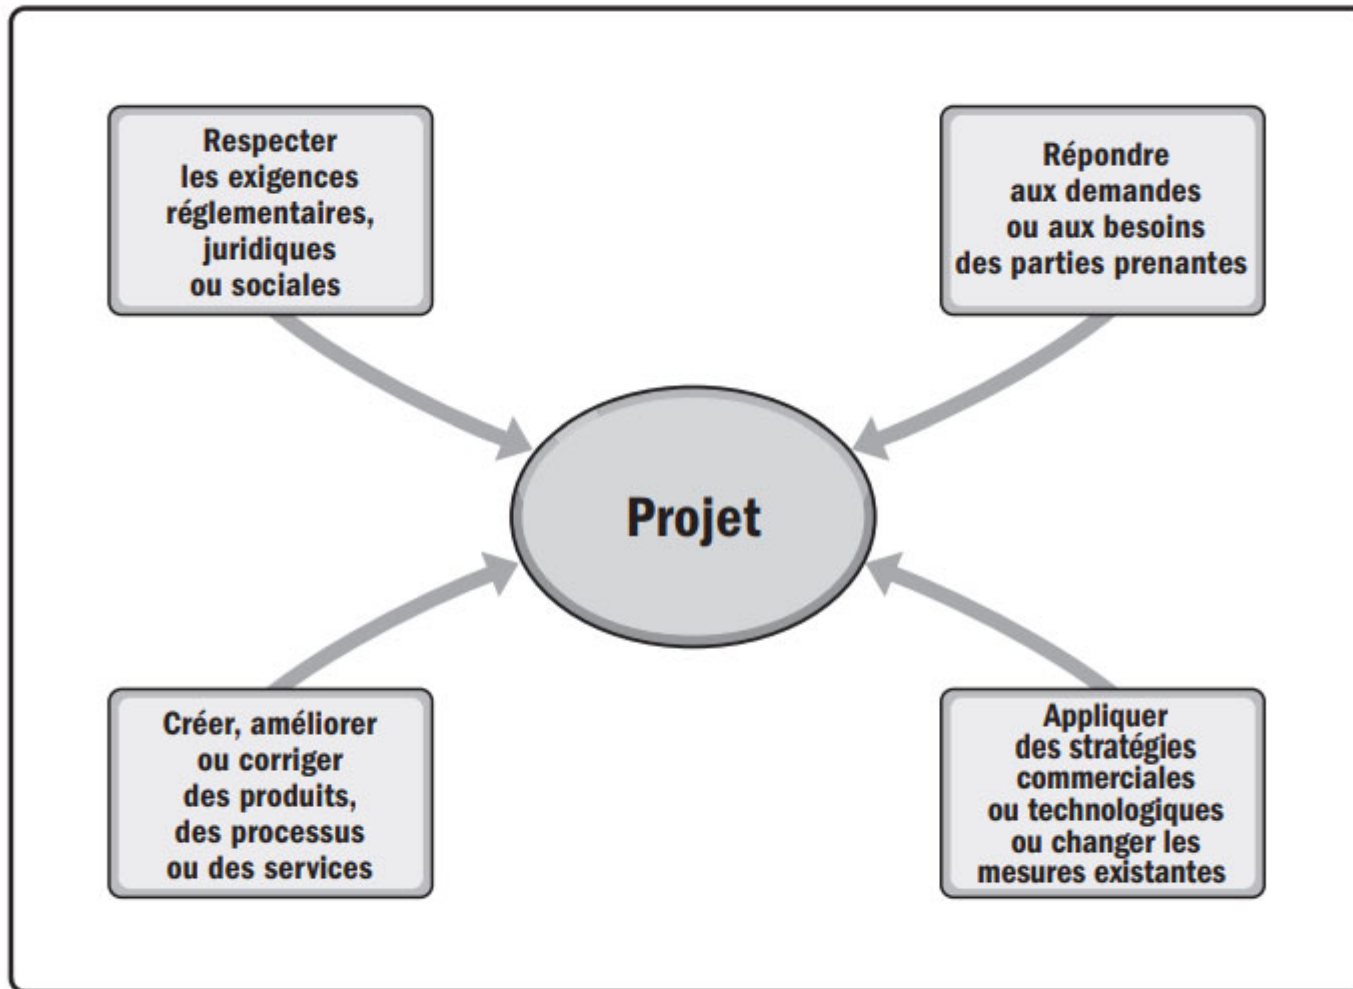 Respecter
les exigences
réglementaires,
juridiques
ou sociales
Répondre
aux demandes
ou aux besoins
des parties prenantes
Projet
Créer, améliorer
ou corriger
des produits,
des processus
ou des services
Appliquer
des stratégies
commerciales
ou technologiques
ou changer les
mesures existantes